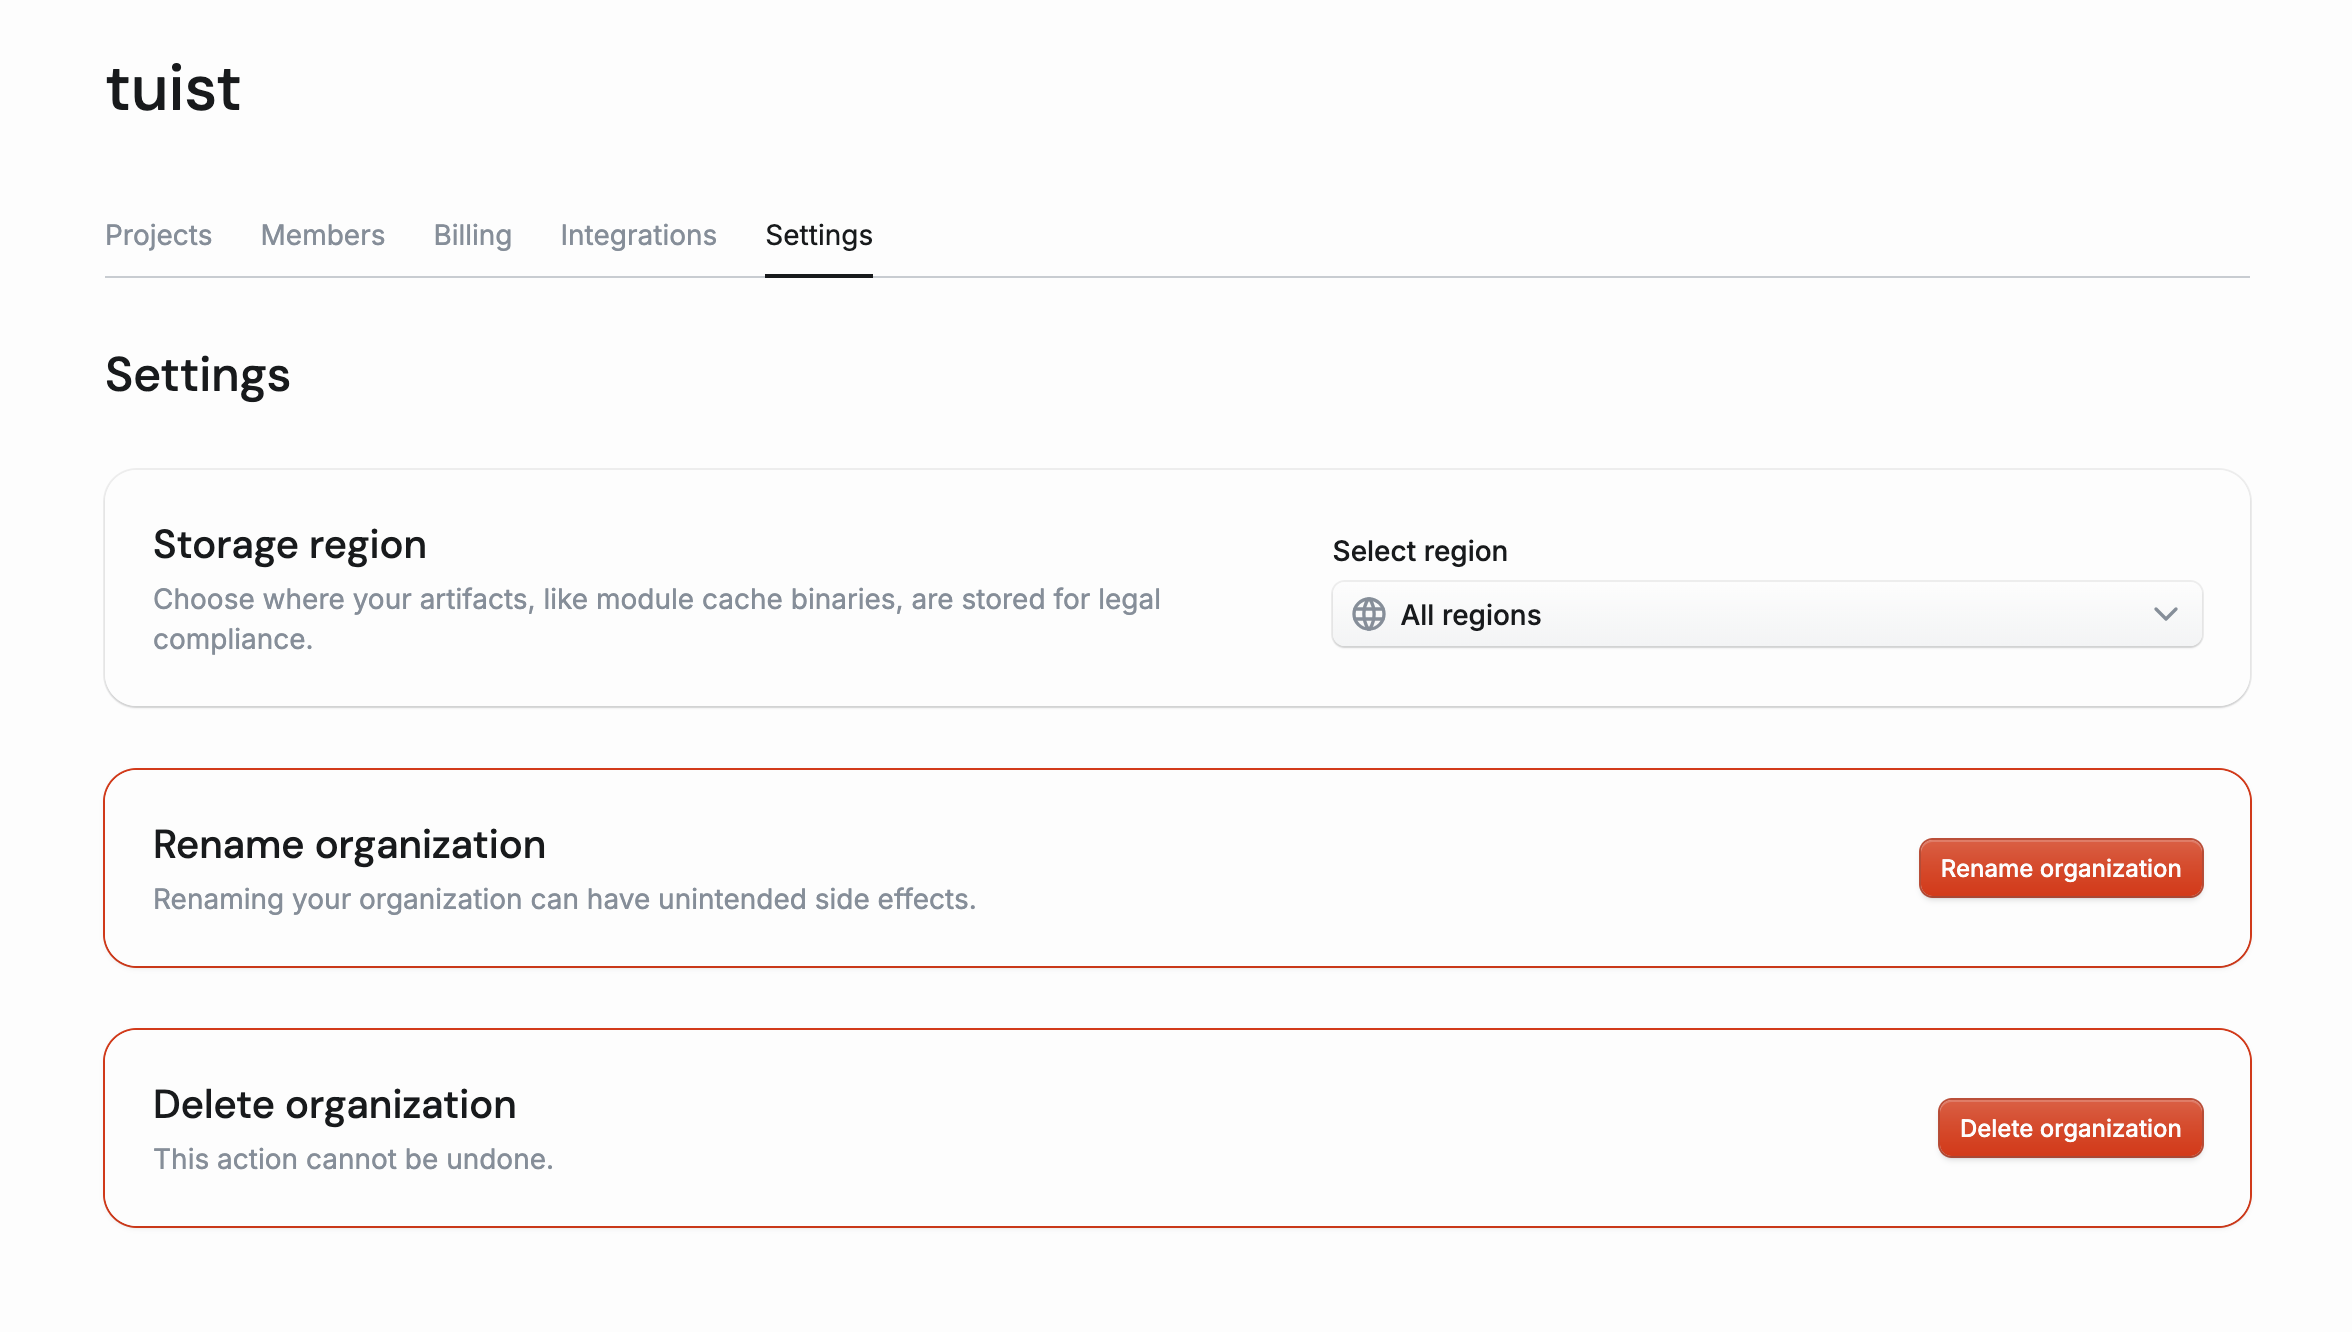 tuist
Projects Members Billing Integrations Settings
Settings
Storage region
Choose where your artifacts, like module cache binaries, are stored for legal
compliance.
Select region
All regions
Rename organization
Renaming your organization can have unintended side effects.
Rename organization
Delete organization
This action cannot be undone.
Delete organization